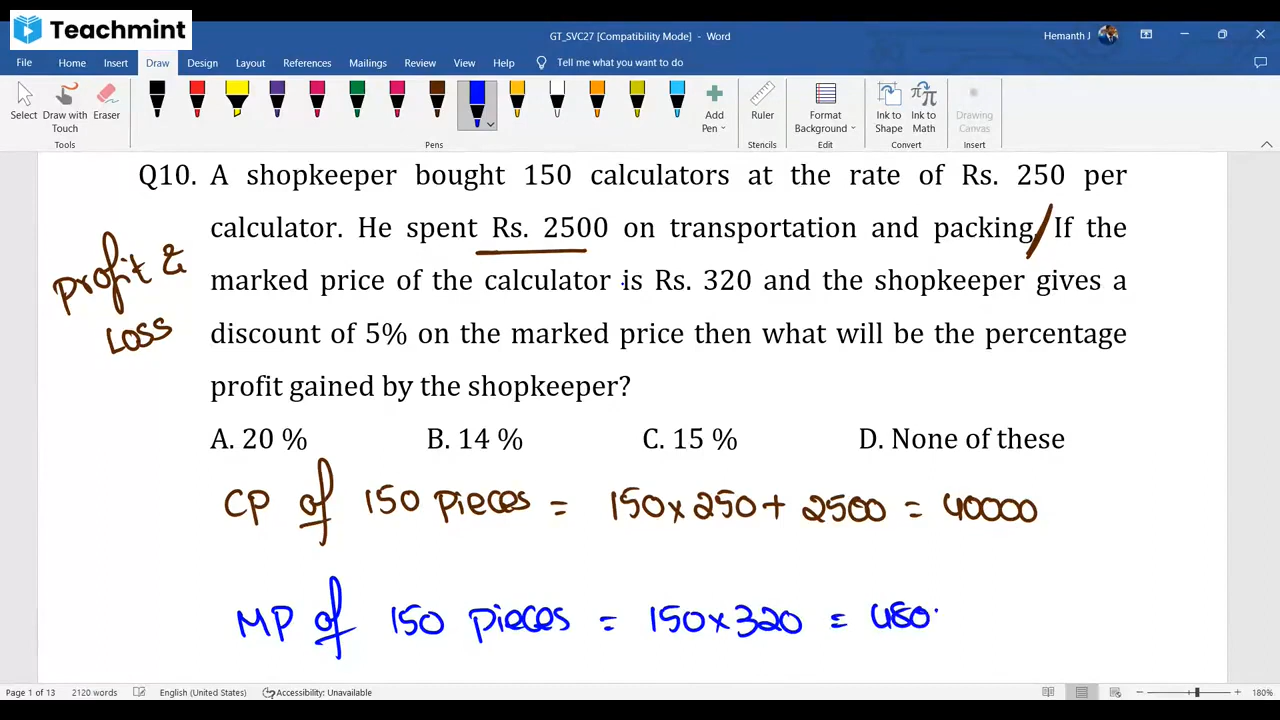 Teachmint
GT_SVC27 [Compatibility Mode] - Word
Hemanth J
File Home Insert Draw Design Layout References Mailings Review View Help Tell me what you want to do
Select Draw with Touch Eraser Add Pen Ruler Format Background Ink to Shape Ink to Math Drawing Canvas
Tools Pens Stencils Edit Convert Insert
Q10. A shopkeeper bought 150 calculators at the rate of Rs. 250 per
calculator. He spent Rs. 2500 on transportation and packing. If the
marked price of the calculator is Rs. 320 and the shopkeeper gives a
discount of 5% on the marked price then what will be the percentage
profit gained by the shopkeeper?
Profit &
Loss
A. 20 % B. 14 % C. 15 % D. None of these
CP of 150 pieces = 150x250+ 2500 = 40000
MP of 150 pieces = 150x320 = 480
Page 1 of 13 2120 words English (United States) Accessibility: Unavailable 180%